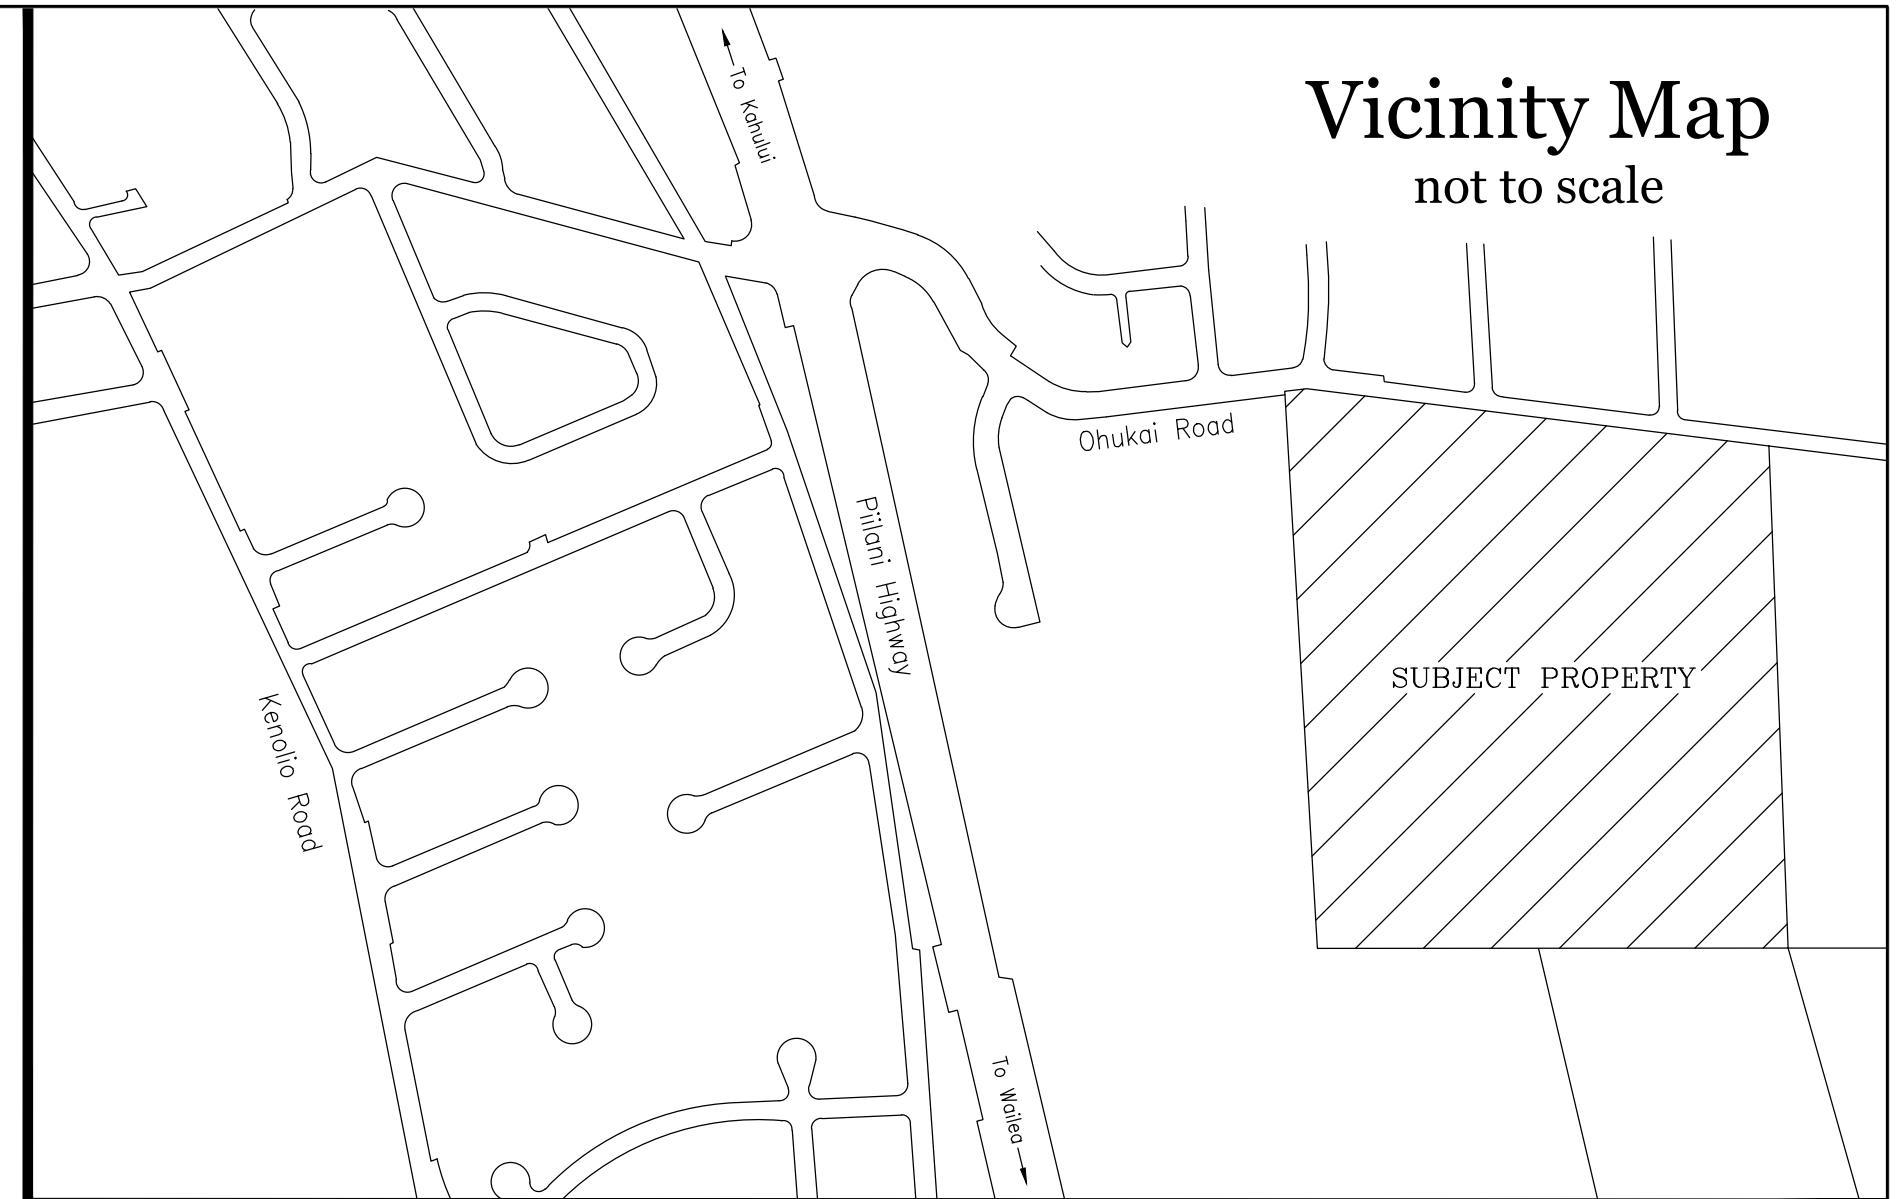 Vicinity Map
not to scale
To Kahului
Ohukai Road
Piilani Highway
SUBJECT PROPERTY
Kenolio Road
To Wailea